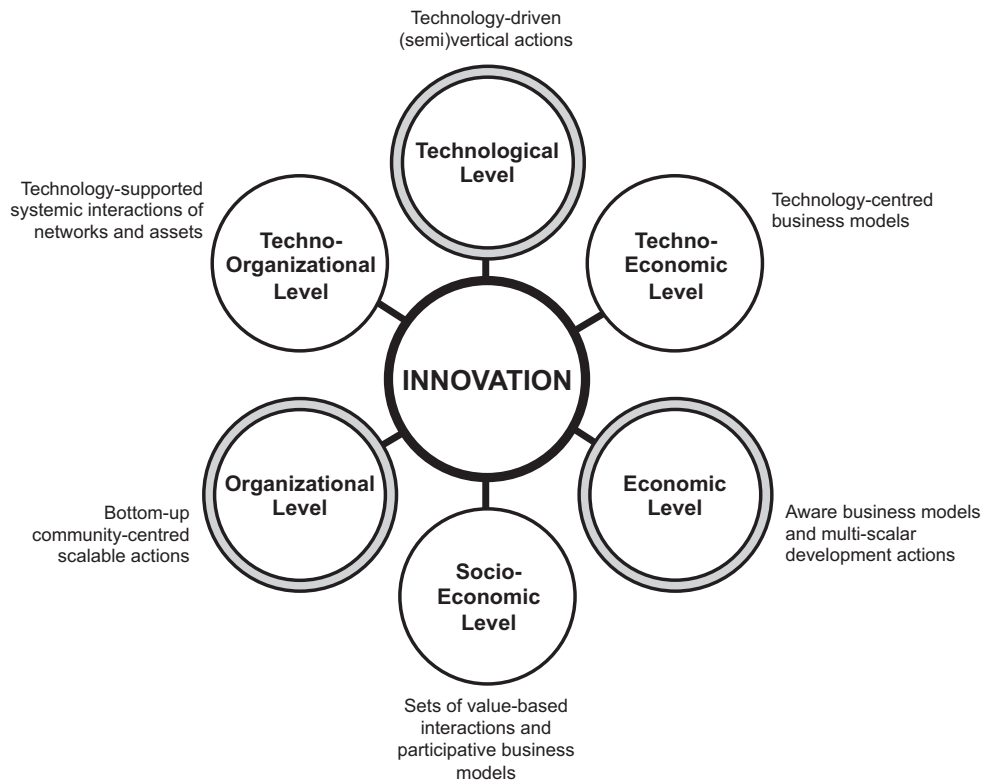 Technology-driven
(semi)vertical actions
Technological
Level
Technology-supported
systemic interactions of
networks and assets
Techno-
Organizational
Level
Technology-centred
business models
Techno-
Economic
Level
INNOVATION
Organizational
Level
Bottom-up
community-centred
scalable actions
Economic
Level
Aware business models
and multi-scalar
development actions
Socio-
Economic
Level
Sets of value-based
interactions and
participative business
models